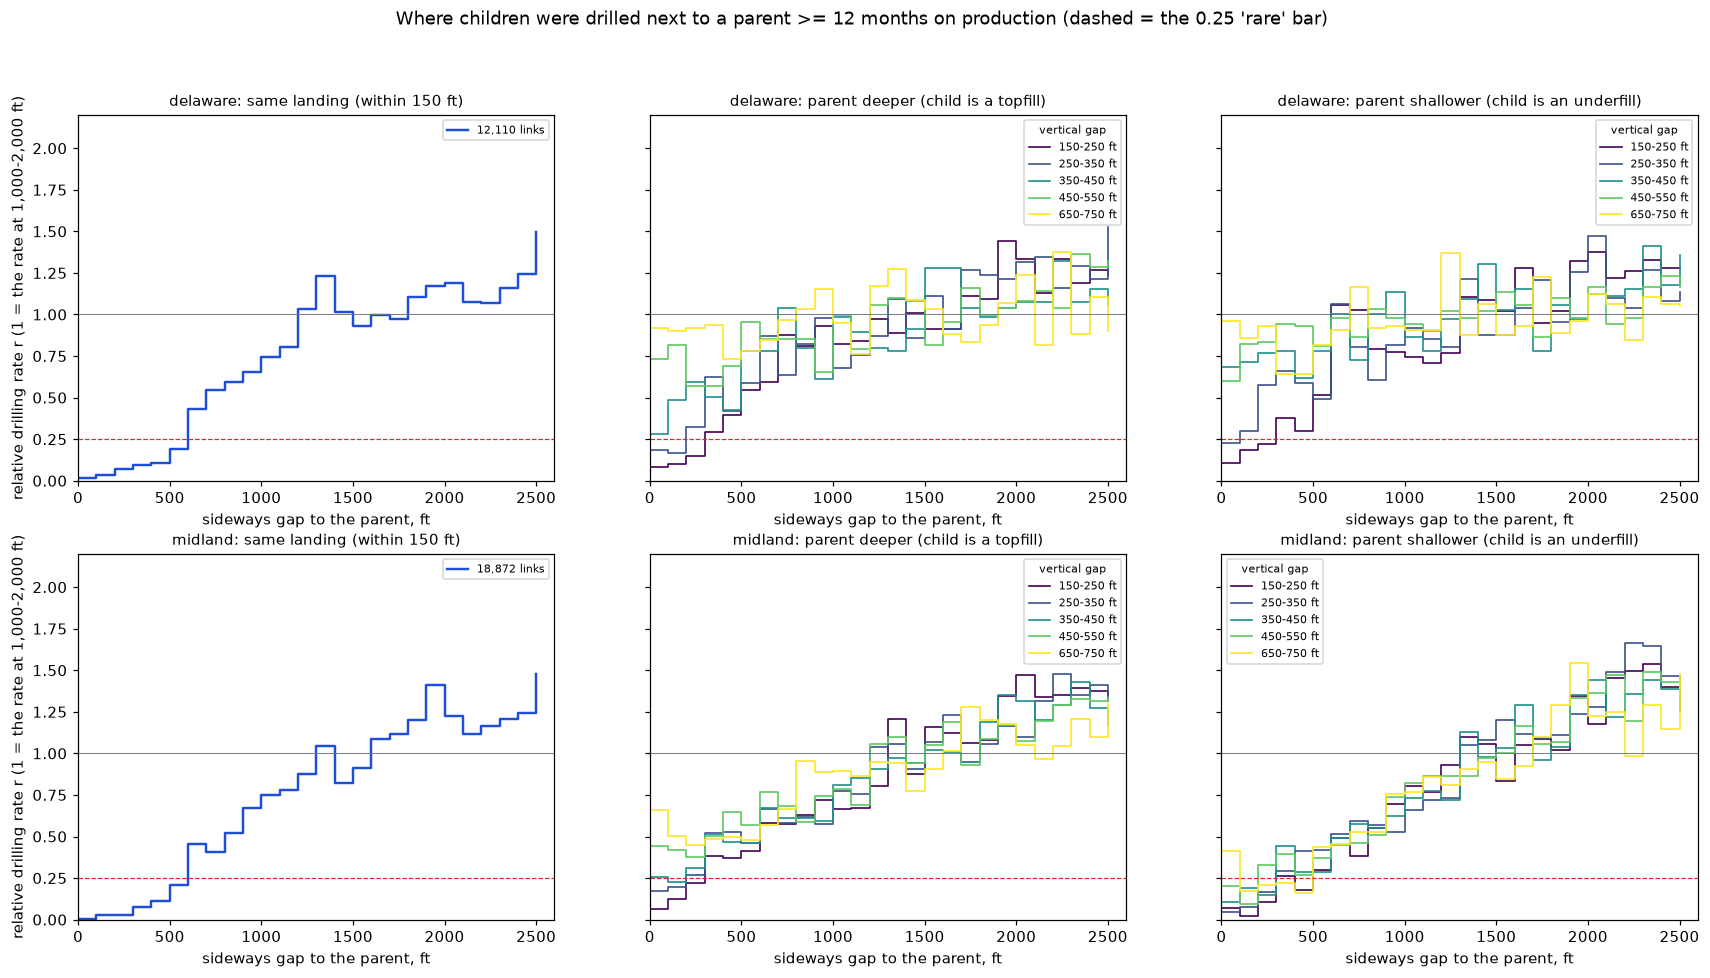 Where children were drilled next to a parent >= 12 months on production (dashed = the 0.25 'rare' bar)
delaware: same landing (within 150 ft)
relative drilling rate r (1 = the rate at 1,000-2,000 ft)
2.00
1.75
1.50
1.25
1.00
0.75
0.50
0.25
0.00
12,110 links
0 500 1000 1500 2000 2500
sideways gap to the parent, ft
delaware: parent deeper (child is a topfill)
vertical gap
150-250 ft
250-350 ft
350-450 ft
450-550 ft
650-750 ft
0 500 1000 1500 2000 2500
sideways gap to the parent, ft
delaware: parent shallower (child is an underfill)
vertical gap
150-250 ft
250-350 ft
350-450 ft
450-550 ft
650-750 ft
0 500 1000 1500 2000 2500
sideways gap to the parent, ft
midland: same landing (within 150 ft)
relative drilling rate r (1 = the rate at 1,000-2,000 ft)
2.00
1.75
1.50
1.25
1.00
0.75
0.50
0.25
0.00
18,872 links
0 500 1000 1500 2000 2500
sideways gap to the parent, ft
midland: parent deeper (child is a topfill)
vertical gap
150-250 ft
250-350 ft
350-450 ft
450-550 ft
650-750 ft
0 500 1000 1500 2000 2500
sideways gap to the parent, ft
midland: parent shallower (child is an underfill)
vertical gap
150-250 ft
250-350 ft
350-450 ft
450-550 ft
650-750 ft
0 500 1000 1500 2000 2500
sideways gap to the parent, ft